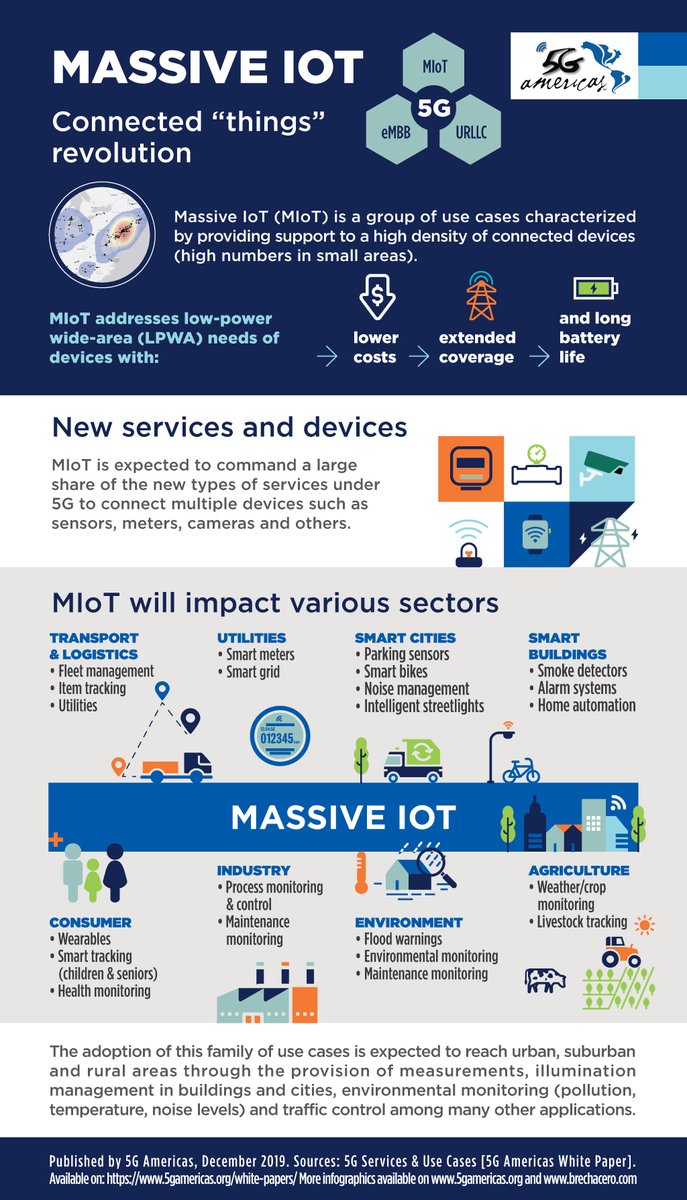 MASSIVE IOT
Connected “things”
revolution
MIoT
5G
eMBB
URLLC
5G
americas
Massive IoT (MIoT) is a group of use cases characterized
by providing support to a high density of connected devices
(high numbers in small areas).
MIoT addresses low-power
wide-area (LPWA) needs of
devices with:
lower
costs
extended
coverage
and long
battery
life
New services and devices
MIoT is expected to command a large
share of the new types of services under
5G to connect multiple devices such as
sensors, meters, cameras and others.
MIoT will impact various sectors
TRANSPORT
& LOGISTICS
• Fleet management
• Item tracking
• Utilities
UTILITIES
• Smart meters
• Smart grid
012345
SMART CITIES
• Parking sensors
• Smart bikes
• Noise management
• Intelligent streetlights
SMART
BUILDINGS
• Smoke detectors
• Alarm systems
• Home automation
MASSIVE IOT
CONSUMER
• Wearables
• Smart tracking
(children & seniors)
• Health monitoring
INDUSTRY
• Process monitoring
& control
• Maintenance
monitoring
ENVIRONMENT
• Flood warnings
• Environmental monitoring
• Maintenance monitoring
AGRICULTURE
• Weather/crop
monitoring
• Livestock tracking
The adoption of this family of use cases is expected to reach urban, suburban
and rural areas through the provision of measurements, illumination
management in buildings and cities, environmental monitoring (pollution,
temperature, noise levels) and traffic control among many other applications.
Published by 5G Americas, December 2019. Sources: 5G Services & Use Cases [5G Americas White Paper].
Available on: https://www.5gamericas.org/white-papers/ More infographics available on www.5gamericas.org and www.brechacero.com